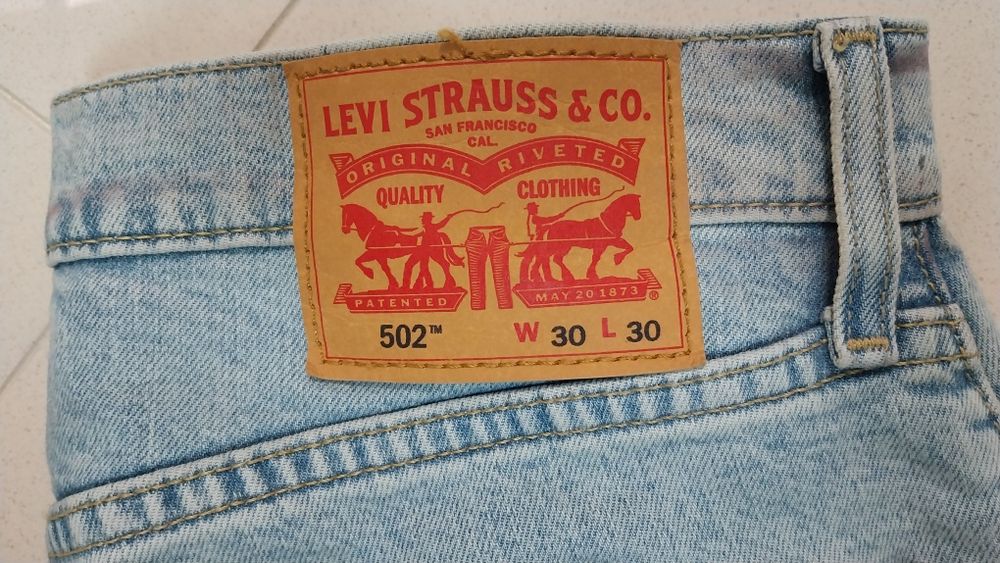 LEVI STRAUSS & CO.
SAN FRANCISCO
CAL.
ORIGINAL RIVETED
QUALITY CLOTHING
PATENTED MAY 20 1873 ®
502™ W 30 L 30